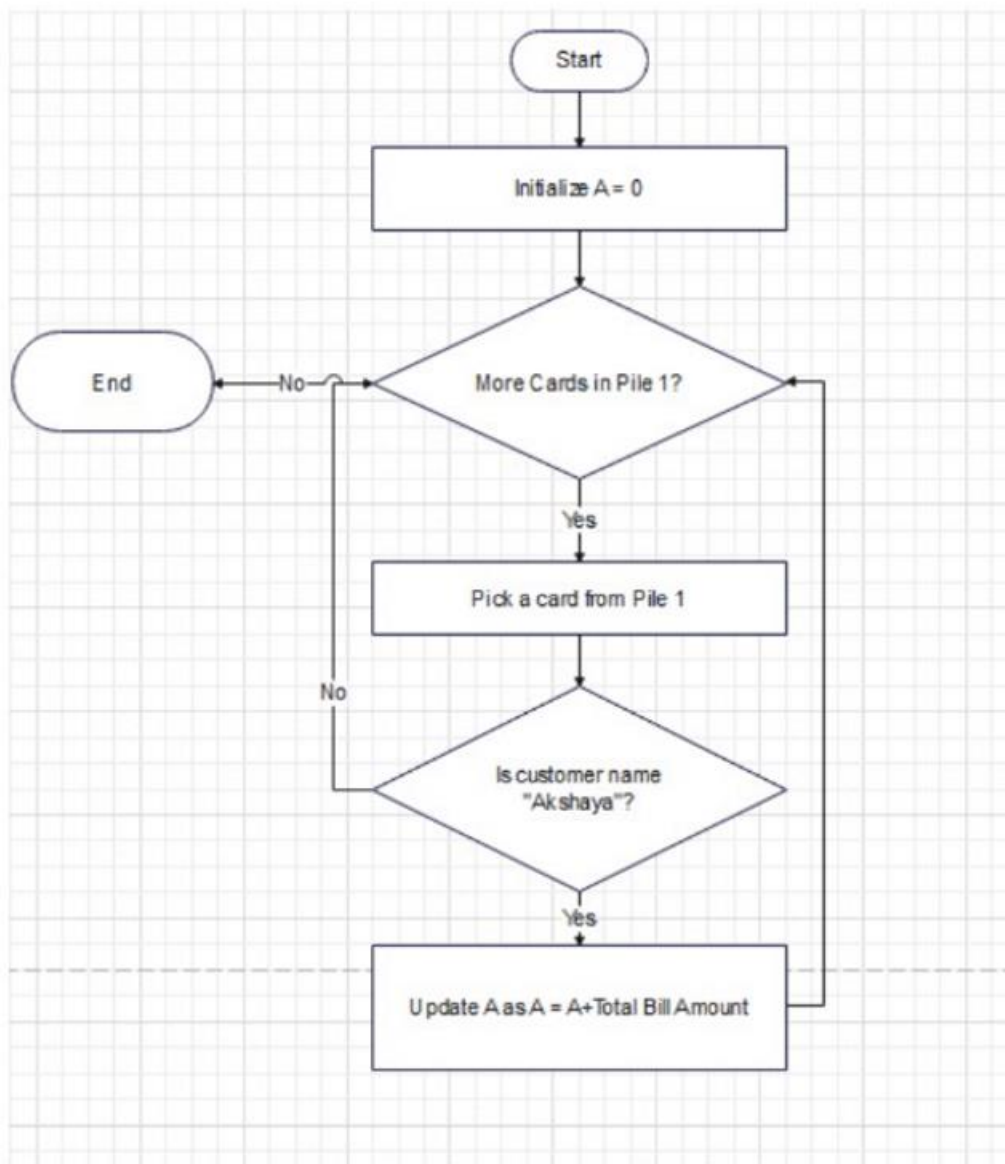 Start
Initialize A = 0
More Cards in Pile 1?
End
No
Yes
Pick a card from Pile 1
No
Is customer name
"Akshaya"?
Yes
Update A as A = A+Total Bill Amount